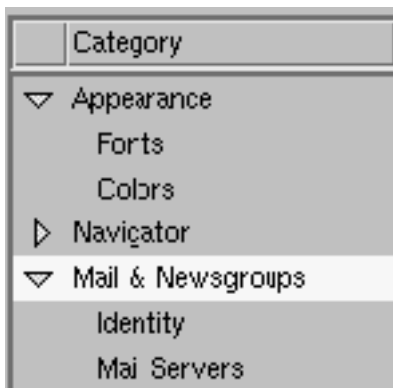 Category
Appearance
Fonts
Colors
Navigator
Mail & Newsgroups
Identity
Mail Servers